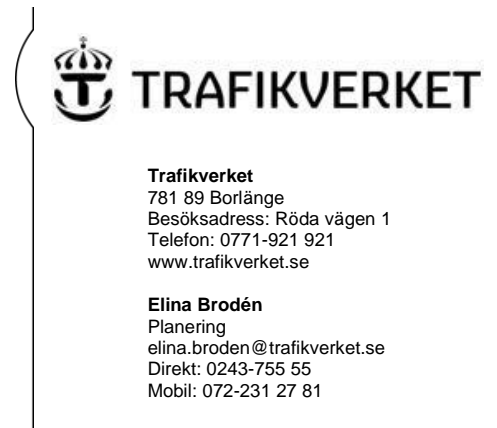 TRAFIKVERKET
Trafikverket
781 89 Borlänge
Besöksadress: Röda vägen 1
Telefon: 0771-921 921
www.trafikverket.se
Elina Brodén
Planering
elina.broden@trafikverket.se
Direkt: 0243-755 55
Mobil: 072-231 27 81